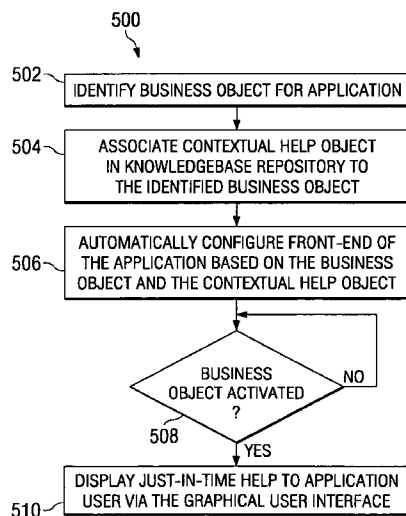 500
502
IDENTIFY BUSINESS OBJECT FOR APPLICATION
504
ASSOCIATE CONTEXTUAL HELP OBJECT
IN KNOWLEDGEBASE REPOSITORY TO
THE IDENTIFIED BUSINESS OBJECT
506
AUTOMATICALLY CONFIGURE FRONT-END OF
THE APPLICATION BASED ON THE BUSINESS
OBJECT AND THE CONTEXTUAL HELP OBJECT
BUSINESS
OBJECT ACTIVATED
?
NO
508
YES
DISPLAY JUST-IN-TIME HELP TO APPLICATION
USER VIA THE GRAPHICAL USER INTERFACE
510